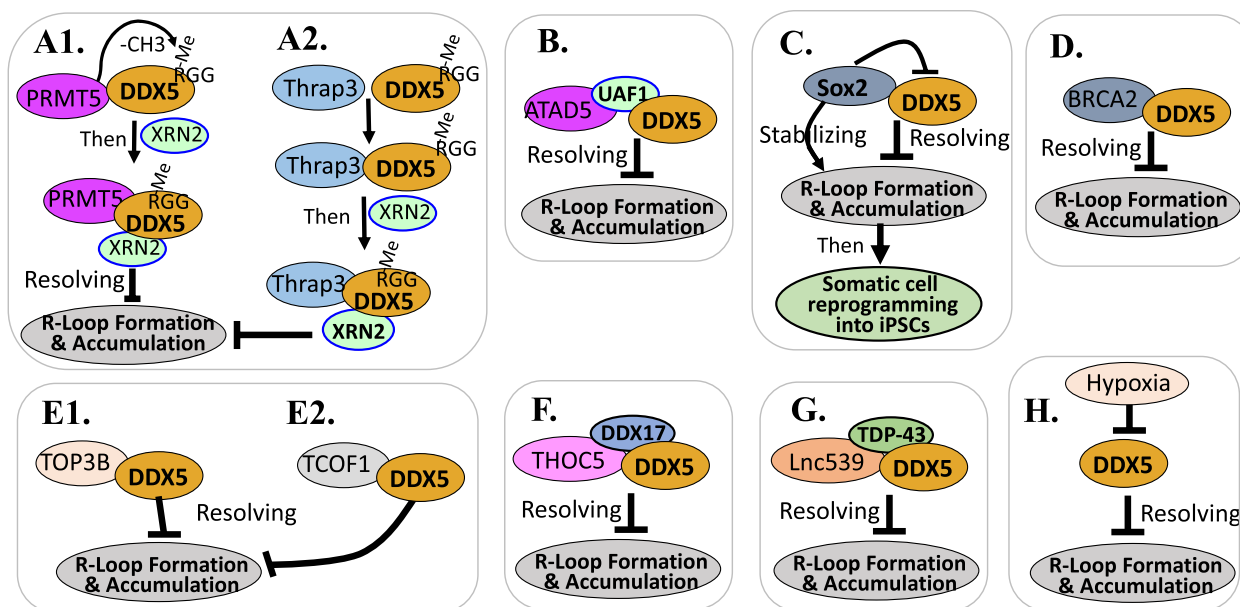 A1.
-CH3
-Me
RGG
PRMT5
DDX5
Then
XRN2
-Me
PRMT5
RGG
DDX5
XRN2
Resolving
R-Loop Formation
& Accumulation
A2.
Thrap3
DDX5
-Me
RGG
Thrap3
DDX5
-Me
RGG
Then
XRN2
-Me
Thrap3
RGG
DDX5
XRN2
B.
UAF1
ATAD5
DDX5
Resolving
R-Loop Formation
& Accumulation
C.
Sox2
DDX5
Stabilizing
Resolving
R-Loop Formation
& Accumulation
Then
Somatic cell
reprogramming
into iPSCs
D.
BRCA2
DDX5
Resolving
R-Loop Formation
& Accumulation
E1.
TOP3B
DDX5
Resolving
R-Loop Formation
& Accumulation
E2.
TCOF1
DDX5
F.
DDX17
THOC5
DDX5
Resolving
R-Loop Formation
& Accumulation
G.
TDP-43
Lnc539
DDX5
Resolving
R-Loop Formation
& Accumulation
H.
Hypoxia
DDX5
Resolving
R-Loop Formation
& Accumulation